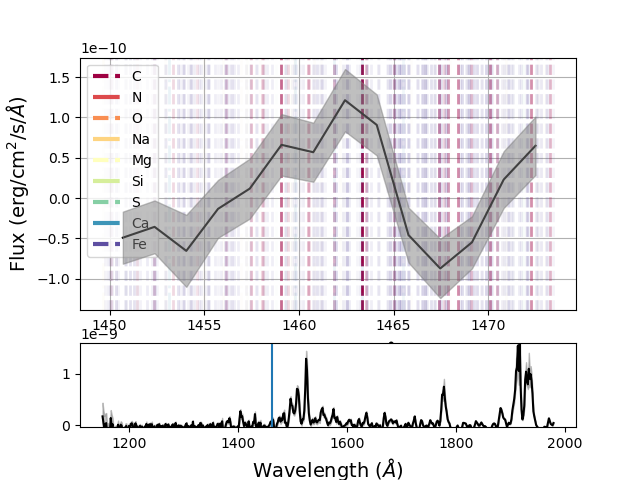 1e−10
1.5
1.0
0.5
0.0
−0.5
−1.0
Flux (erg/cm²/s/Å)
C
N
O
Na
Mg
Si
S
Ca
Fe
1450 1455 1460 1465 1470
1e−9
1
0
1200 1400 1600 1800 2000
Wavelength (Å)